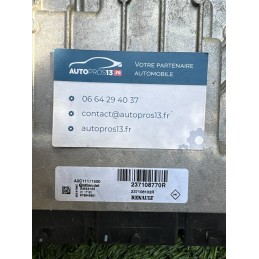 AUTOPROS13.FR
VOTRE PARTENAIRE
AUTOMOBILE
06 64 29 40 37
contact@autopros13.fr
autopros13.fr
237108770R
RENAULT